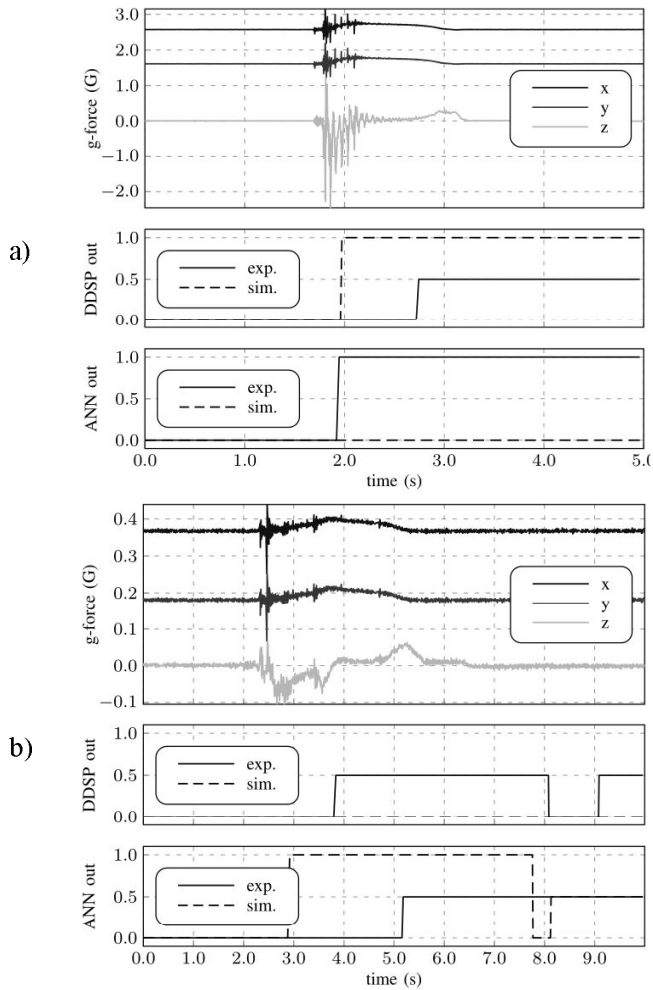 a)
g-force (G)
3.0
2.0
1.0
0.0
−1.0
−2.0
x
y
z
DDSP out
1.0
0.5
0.0
exp.
sim.
ANN out
1.0
0.5
0.0
exp.
sim.
0.0 1.0 2.0 3.0 4.0 5.0
time (s)
b)
g-force (G)
0.4
0.3
0.2
0.1
0.0
−0.1
x
y
z
DDSP out
1.0
0.5
0.0
exp.
sim.
ANN out
1.0
0.5
0.0
exp.
sim.
0.0 1.0 2.0 3.0 4.0 5.0 6.0 7.0 8.0 9.0
time (s)